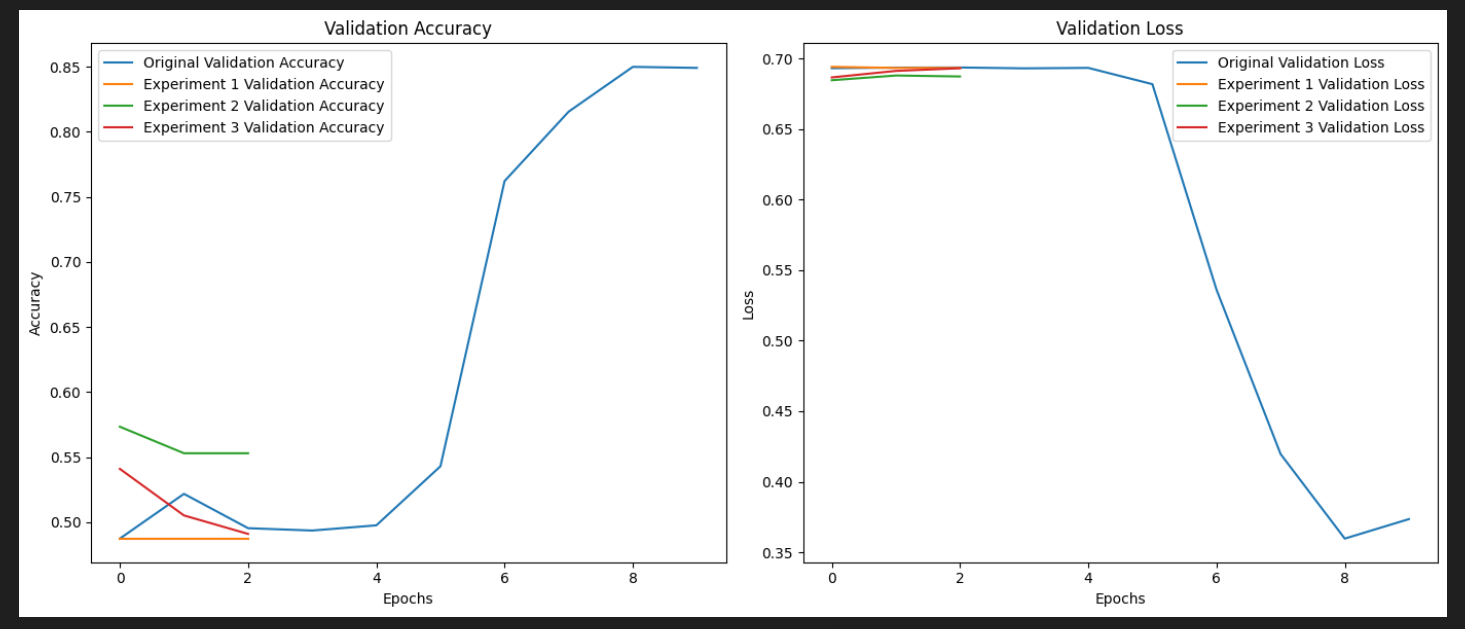 Validation Accuracy
Original Validation Accuracy
Experiment 1 Validation Accuracy
Experiment 2 Validation Accuracy
Experiment 3 Validation Accuracy
0.85
0.80
0.75
0.70
0.65
0.60
0.55
0.50
Accuracy
0 2 4 6 8
Epochs
Validation Loss
Original Validation Loss
Experiment 1 Validation Loss
Experiment 2 Validation Loss
Experiment 3 Validation Loss
0.70
0.65
0.60
0.55
0.50
0.45
0.40
0.35
Loss
0 2 4 6 8
Epochs